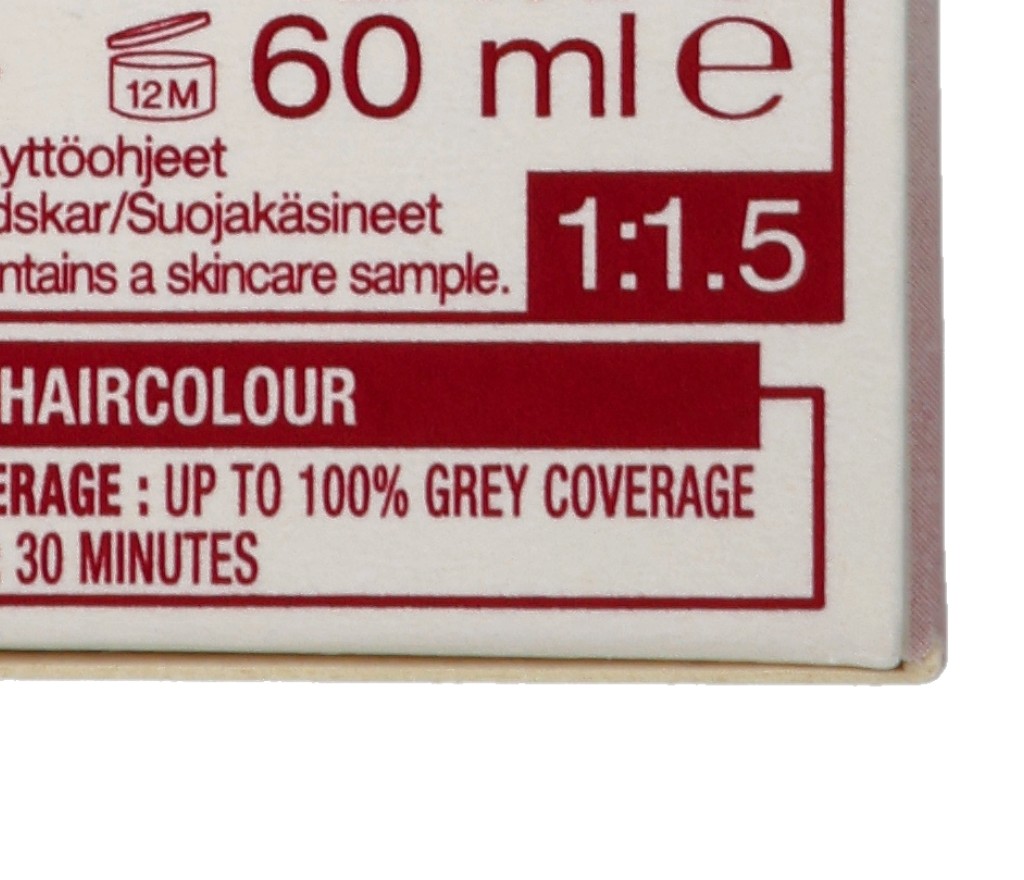 12M 60 ml e
yttöohjeet
dskar/Suojakäsineet
ntains a skincare sample.
1:1.5
HAIRCOLOUR
ERAGE : UP TO 100% GREY COVERAGE
: 30 MINUTES